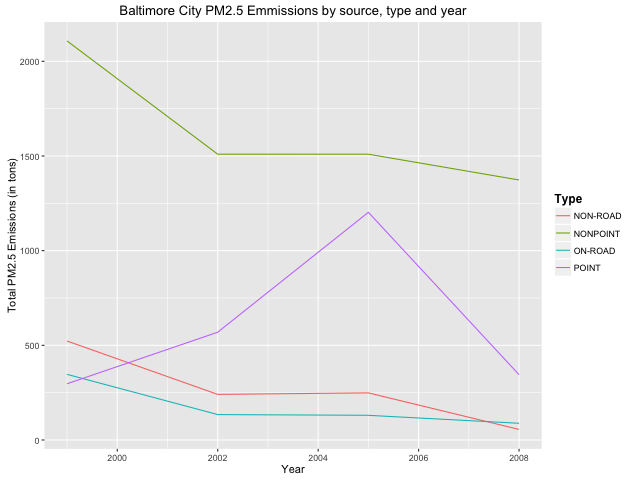 Baltimore City PM2.5 Emmissions by source, type and year
Total PM2.5 Emissions (in tons)
2000
1500
1000
500
0
2000
2002
2004
2006
2008
Year
Type
NON-ROAD
NONPOINT
ON-ROAD
POINT